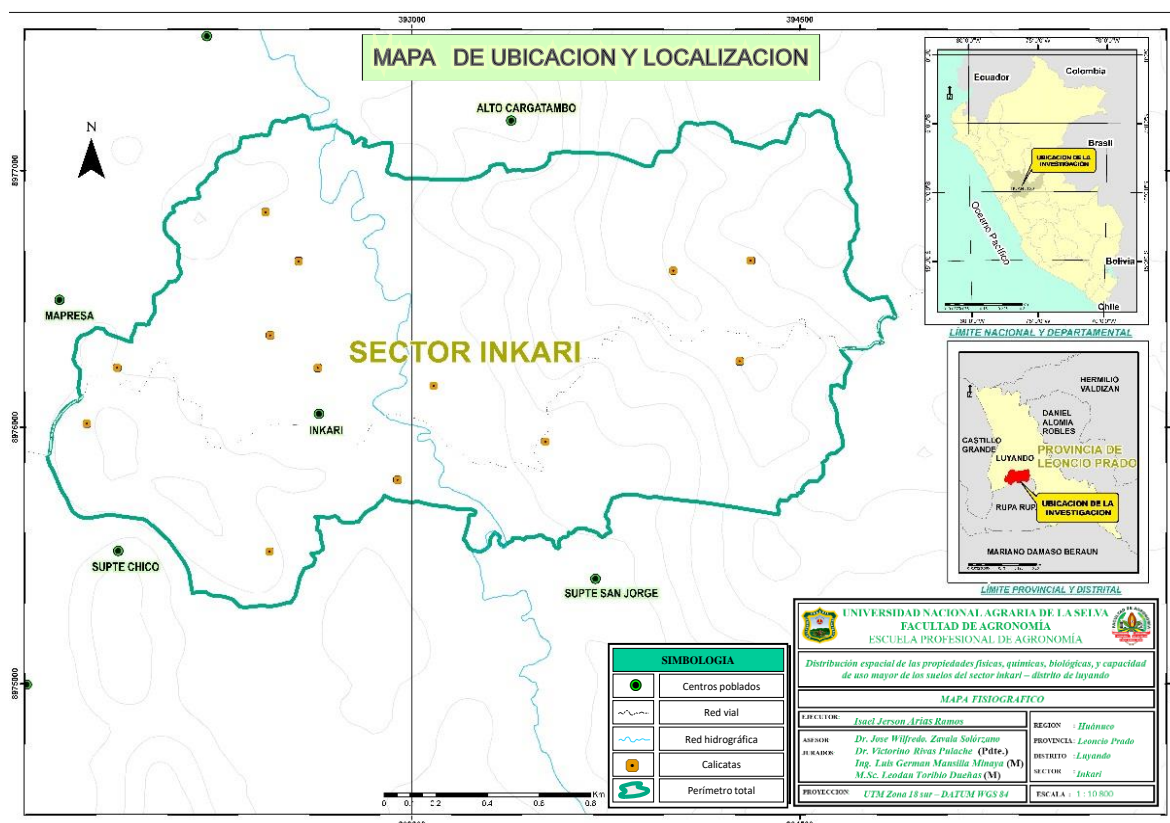 393000
394500
MAPA DE UBICACION Y LOCALIZACION
ALTO CARGATAMBO
N
8977000
MAPRESA
SECTOR INKARI
INKARI
8976000
SUPTE CHICO
SUPTE SAN JORGE
8975000
Ecuador
Colombia
Brasil
UBICACION DE LA
INVESTIGACION
Oceano Pacífico
Bolivia
Chile
LÍMITE NACIONAL Y DEPARTAMENTAL
HERMILIO
VALDIZAN
DANIEL
ALOMIA
ROBLES
CASTILLO
GRANDE
LUYANDO
PROVINCIA DE
LEONCIO PRADO
RUPA RUP
UBICACION DE LA
INVESTIGACION
MARIANO DAMASO BERAUN
LÍMITE PROVINCIAL Y DISTRITAL
SIMBOLOGIA
Centros poblados
Red vial
Red hidrográfica
Calicatas
Perímetro total
Km
0 0.1 0.2 0.4 0.6 0.8
UNIVERSIDAD NACIONAL AGRARIA DE LA SELVA
FACULTAD DE AGRONOMÍA
ESCUELA PROFESIONAL DE AGRONOMÍA
Distribución espacial de las propiedades físicas, químicas, biológicas, y capacidad
de uso mayor de los suelos del sector inkari – distrito de luyando
MAPA FISIOGRAFICO
EJECUTOR: Isael Jerson Arias Ramos
ASESOR Dr. Jose Wilfredo. Zavala Solórzano
JURADOS: Dr. Victorino Rivas Pulache (Pdte.)
Ing. Luis German Mansilla Minaya (M)
M.Sc. Leodan Toribio Dueñas (M)
REGION : Huánuco
PROVINCIA: Leoncio Prado
DISTRITO : Luyando
SECTOR : Inkari
PROYECCION UTM Zona 18 sur – DATUM WGS 84
ESCALA : 1 : 10 800